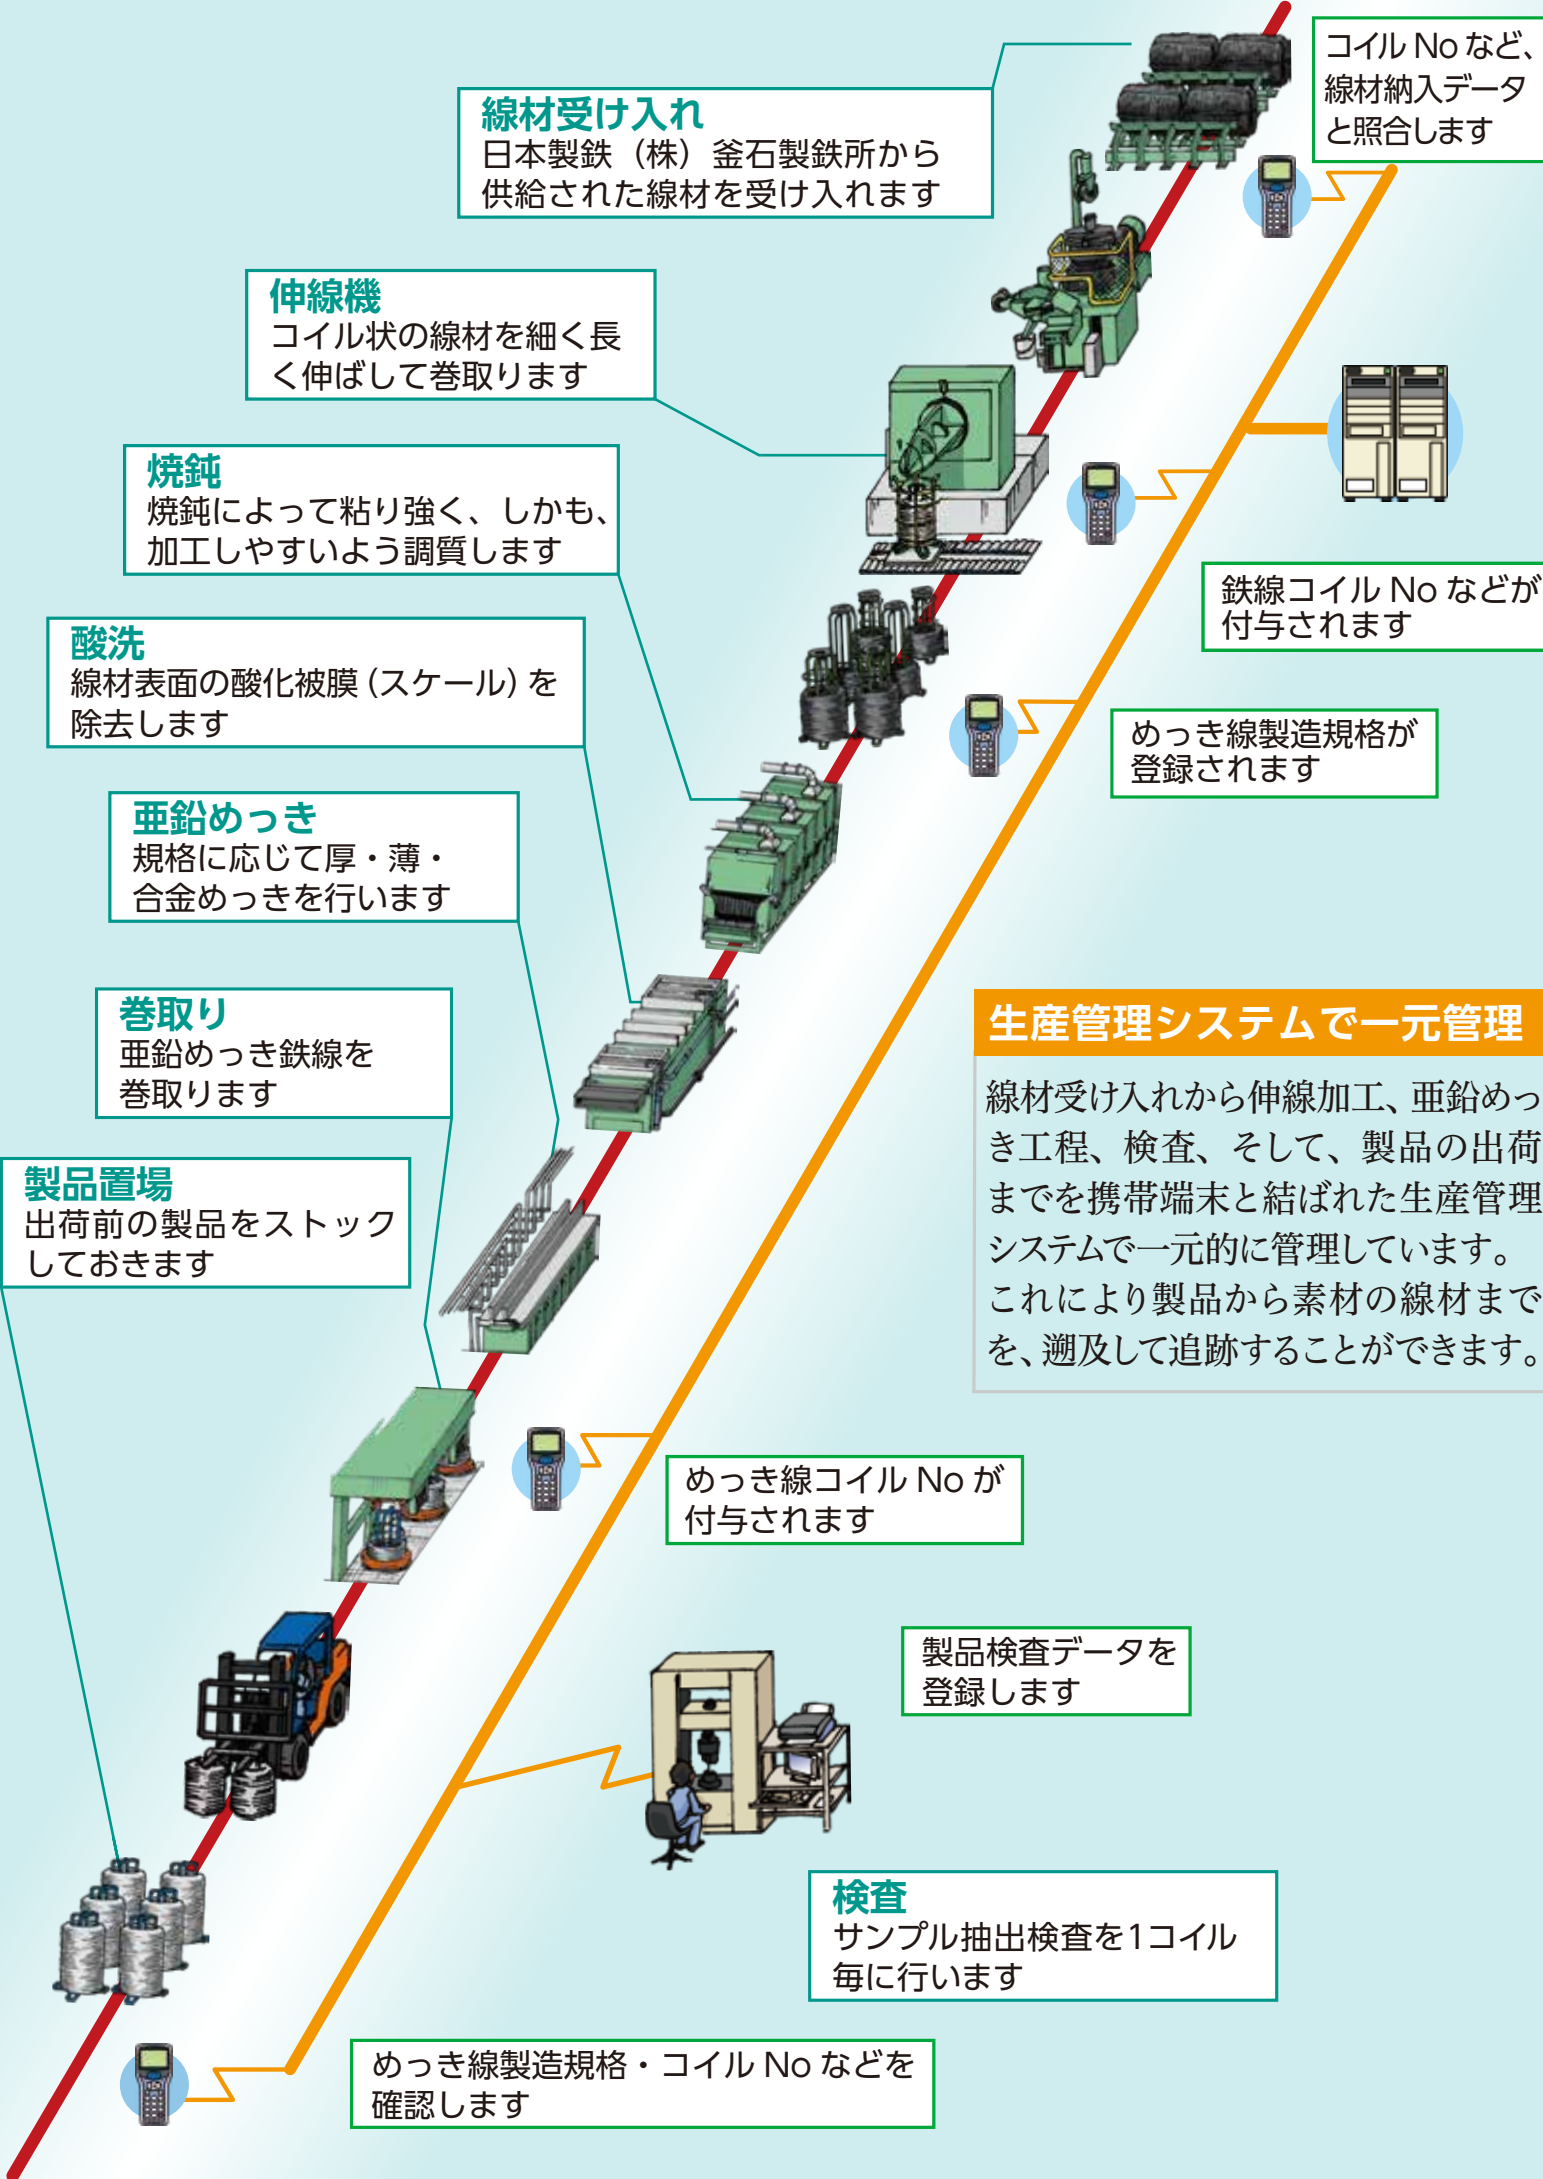 コイル No など、
線材納入データ
と照合します
線材受け入れ
日本製鉄（株）釜石製鉄所から
供給された線材を受け入れます
伸線機
コイル状の線材を細く長
く伸ばして巻取ります
焼鈍
焼鈍によって粘り強く、しかも、
加工しやすいよう調質します
鉄線コイル No などが
付与されます
酸洗
線材表面の酸化被膜（スケール）を
除去します
めっき線製造規格が
登録されます
亜鉛めっき
規格に応じて厚・薄・
合金めっきを行います
巻取り
亜鉛めっき鉄線を
巻取ります
生産管理システムで一元管理
線材受け入れから伸線加工、亜鉛めっ
き工程、検査、そして、製品の出荷
までを携帯端末と結ばれた生産管理
システムで一元的に管理しています。
これにより製品から素材の線材まで
を、遡及して追跡することができます。
製品置場
出荷前の製品をストック
しておきます
めっき線コイル No が
付与されます
製品検査データを
登録します
検査
サンプル抽出検査を1コイル
毎に行います
めっき線製造規格・コイル No などを
確認します